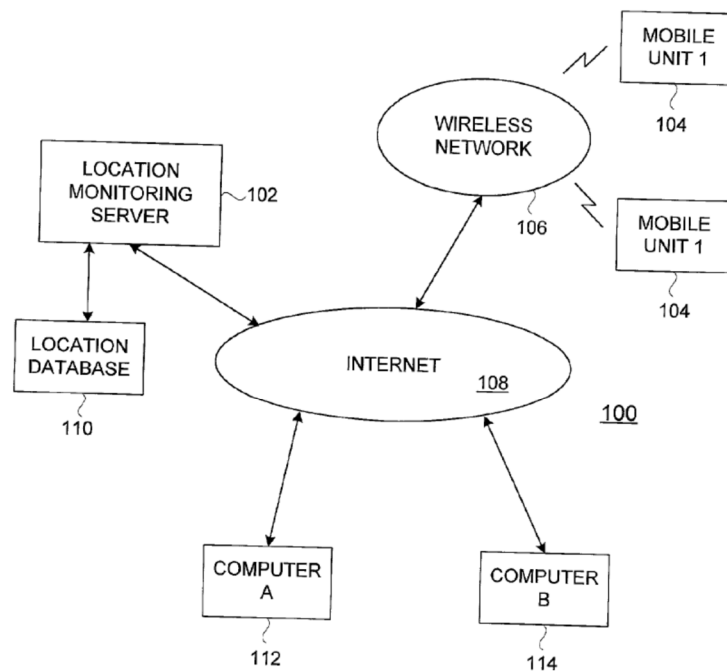 MOBILE
UNIT 1
104
WIRELESS
NETWORK
106
LOCATION
MONITORING
SERVER
102
MOBILE
UNIT 1
104
LOCATION
DATABASE
110
INTERNET
108
100
COMPUTER
A
112
COMPUTER
B
114